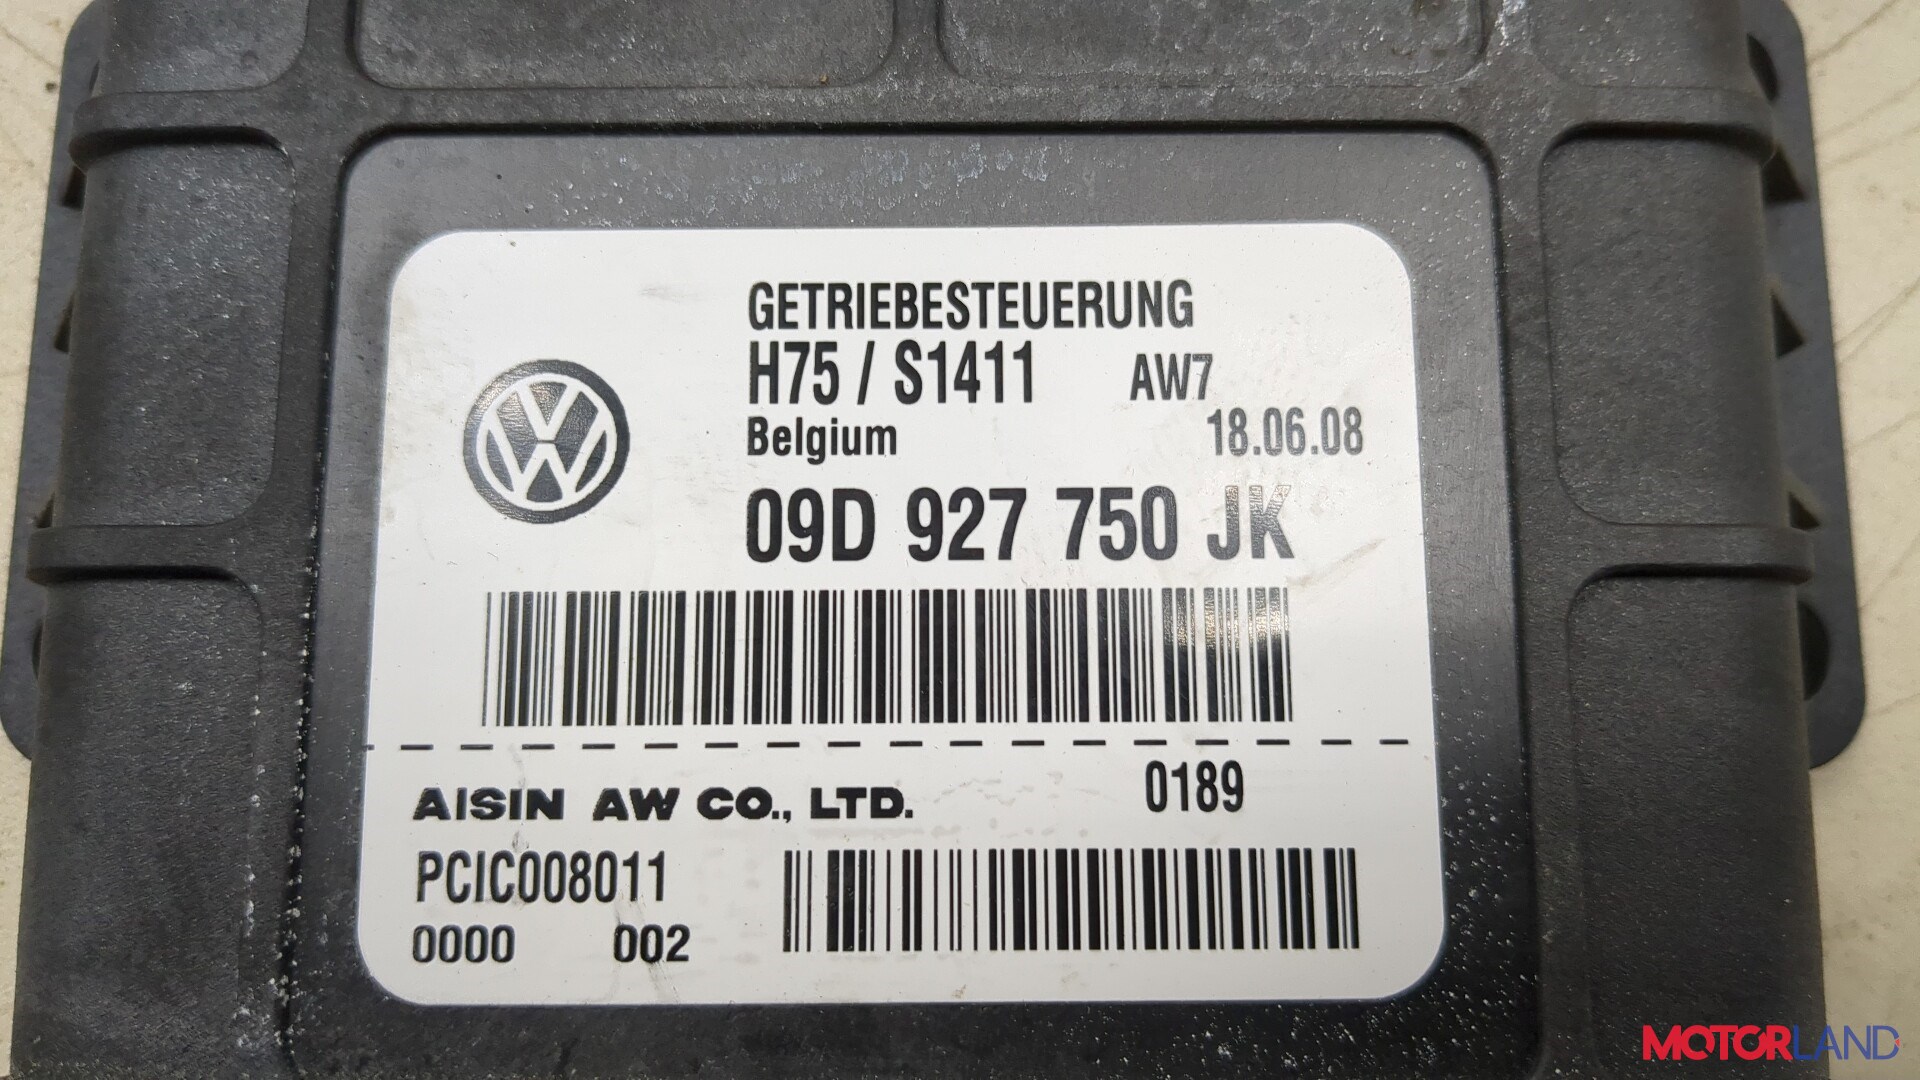 GETRIEBESTEUERUNG
H75 / S1411 AW7
Belgium 18.06.08
09D 927 750 JK
AISIN AW CO., LTD. 0189
PCIC008011
0000 002
MOTORLAND